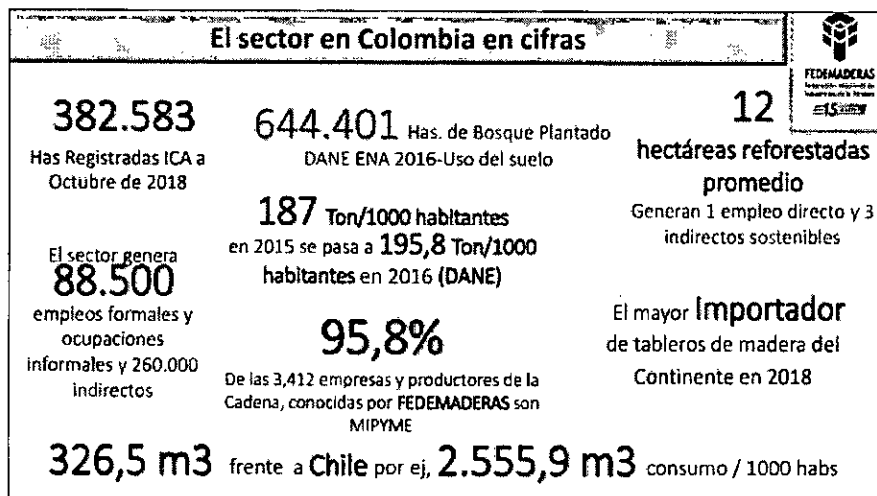 El sector en Colombia en cifras
FEDEMADERAS
382.583
Has Registradas ICA a
Octubre de 2018
644.401 Has. de Bosque Plantado
DANE ENA 2016-Uso del suelo
12
hectáreas reforestadas
promedio
Generan 1 empleo directo y 3
indirectos sostenibles
187 Ton/1000 habitantes
en 2015 se pasa a 195,8 Ton/1000
habitantes en 2016 (DANE)
El sector genera
88.500
empleos formales y
ocupaciones
informales y 260.000
indirectos
95,8%
De las 3,412 empresas y productores de la
Cadena, conocidas por FEDEMADERAS son
MIPYME
El mayor Importador
de tableros de madera del
Continente en 2018
326,5 m3 frente a Chile por ej, 2.555,9 m3 consumo / 1000 habs